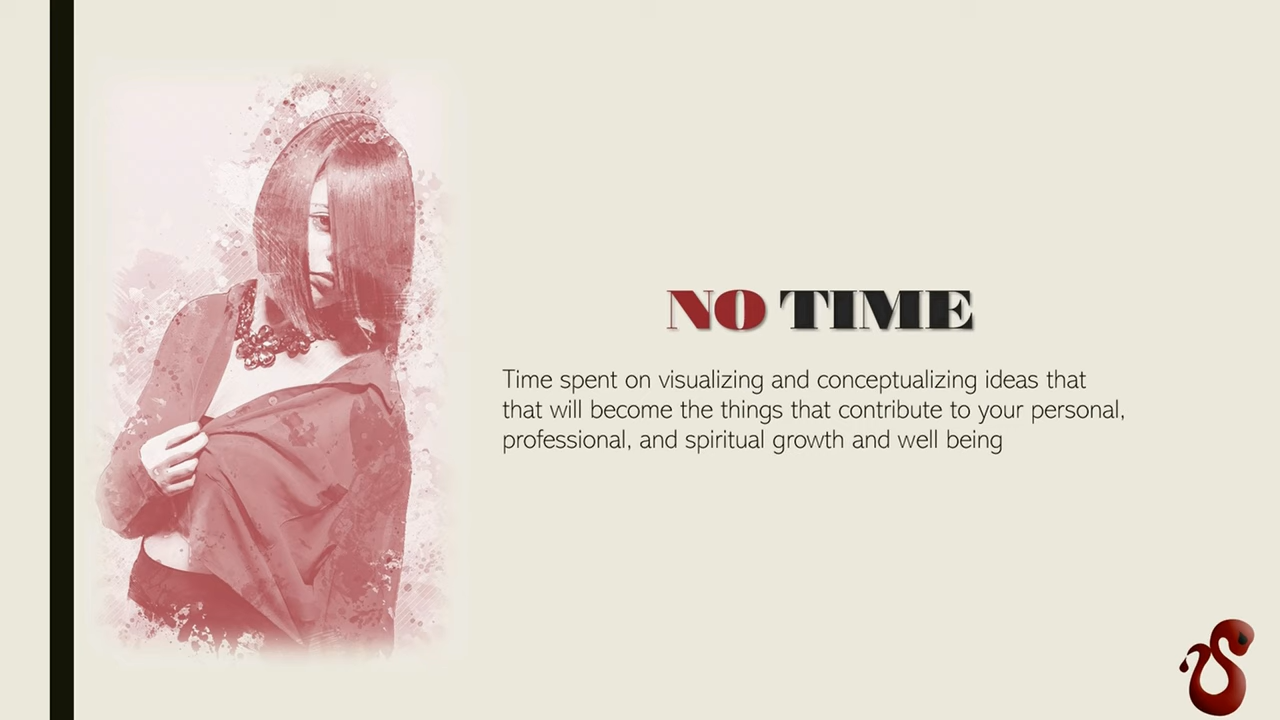 NO TIME
Time spent on visualizing and conceptualizing ideas that
that will become the things that contribute to your personal,
professional, and spiritual growth and well being